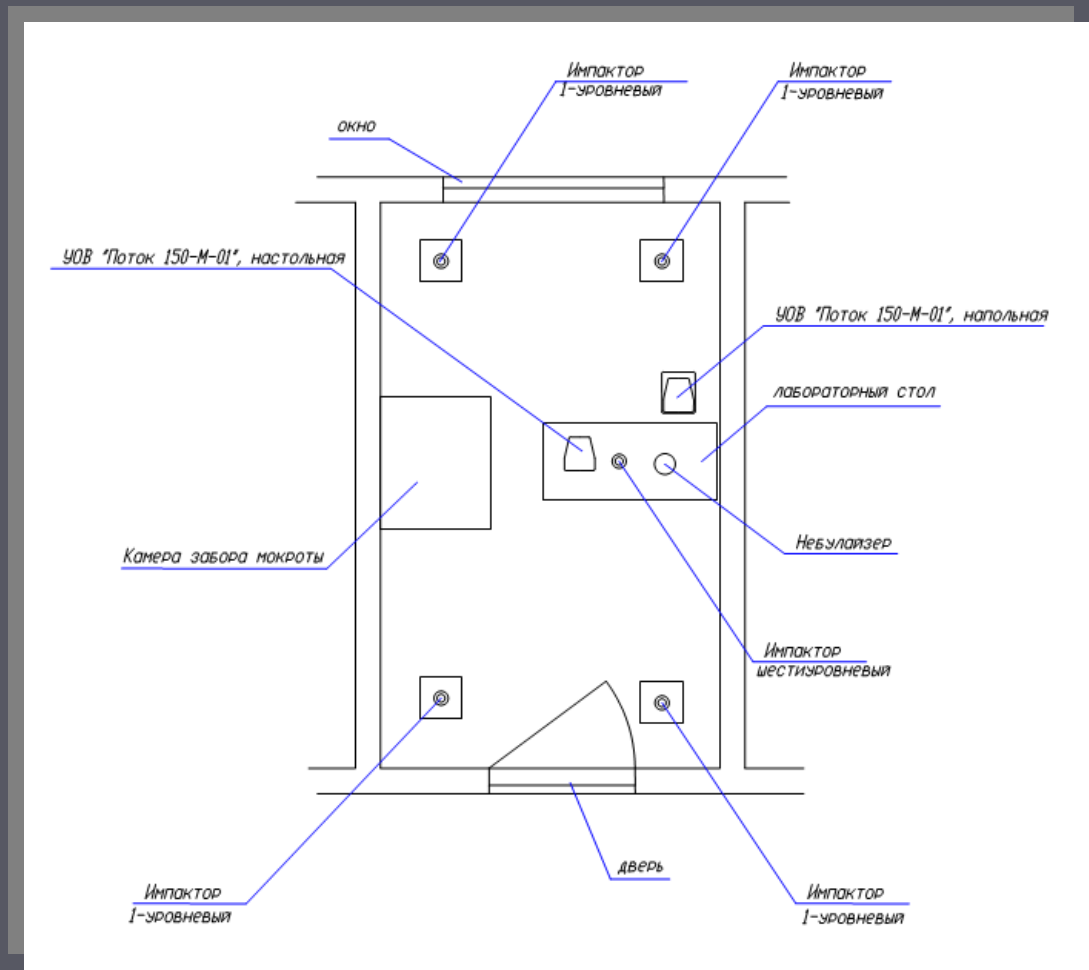 Импактор
1-уровневый
Импактор
1-уровневый
окно
УОВ "Поток 150-М-01", настольная
УОВ "Поток 150-М-01", напольная
лабораторный стол
Небулайзер
Камера забора мокроты
Импактор
шестиуровневый
дверь
Импактор
1-уровневый
Импактор
1-уровневый